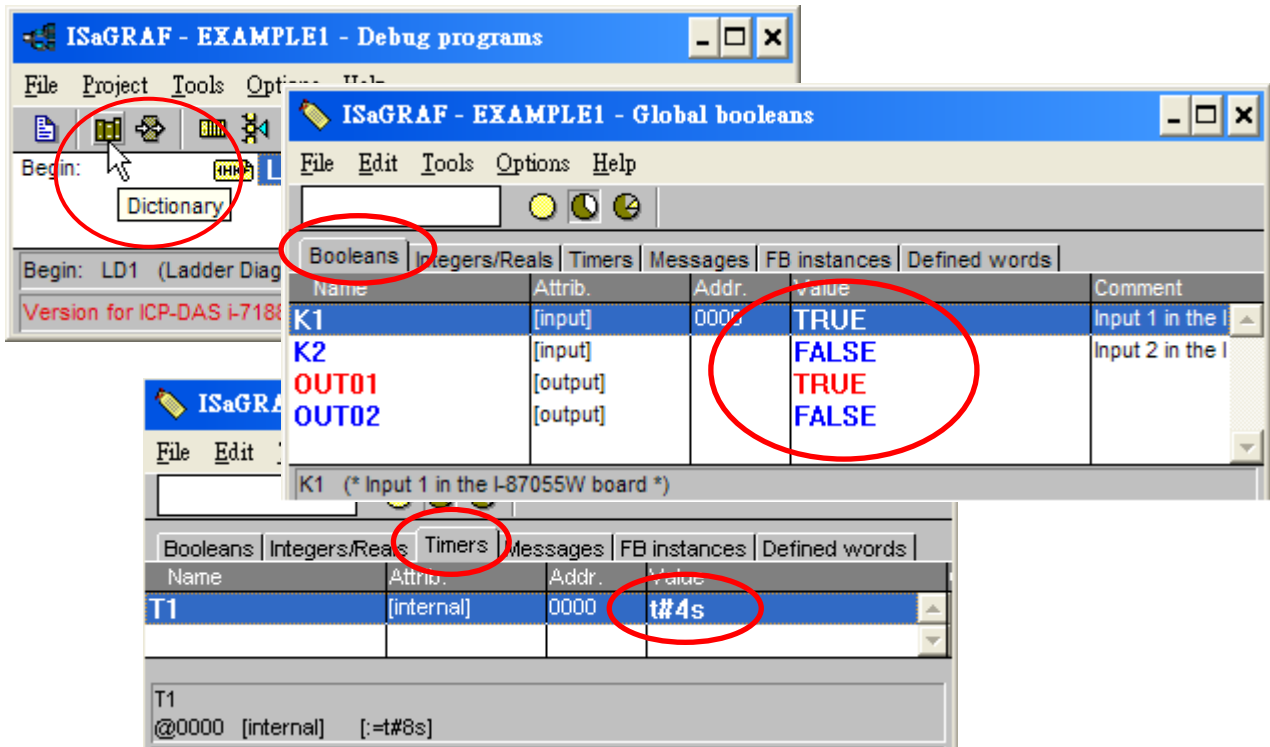 ISaGRAF - EXAMPLE1 - Debug programs
File Project Tools Options Help
Begin:
Dictionary
Begin: LD1 (Ladder Diag
Version for ICP-DAS i-7188
ISaGRAF - EXAMPLE1 - Global booleans
File Edit Tools Options Help
Booleans Integers/Reals Timers Messages FB instances Defined words
Name Attrib. Addr. Value Comment
K1 [input] 0000 TRUE Input 1 in the I
K2 [input] FALSE Input 2 in the I
OUT01 [output] TRUE
OUT02 [output] FALSE
K1 (* Input 1 in the I-87055W board *)
ISaGRA
File Edit
Booleans Integers/Reals Timers Messages FB instances Defined words
Name Attrib. Addr. Value
T1 [internal] 0000 t#4s
T1
@0000 [internal] [:=t#8s]